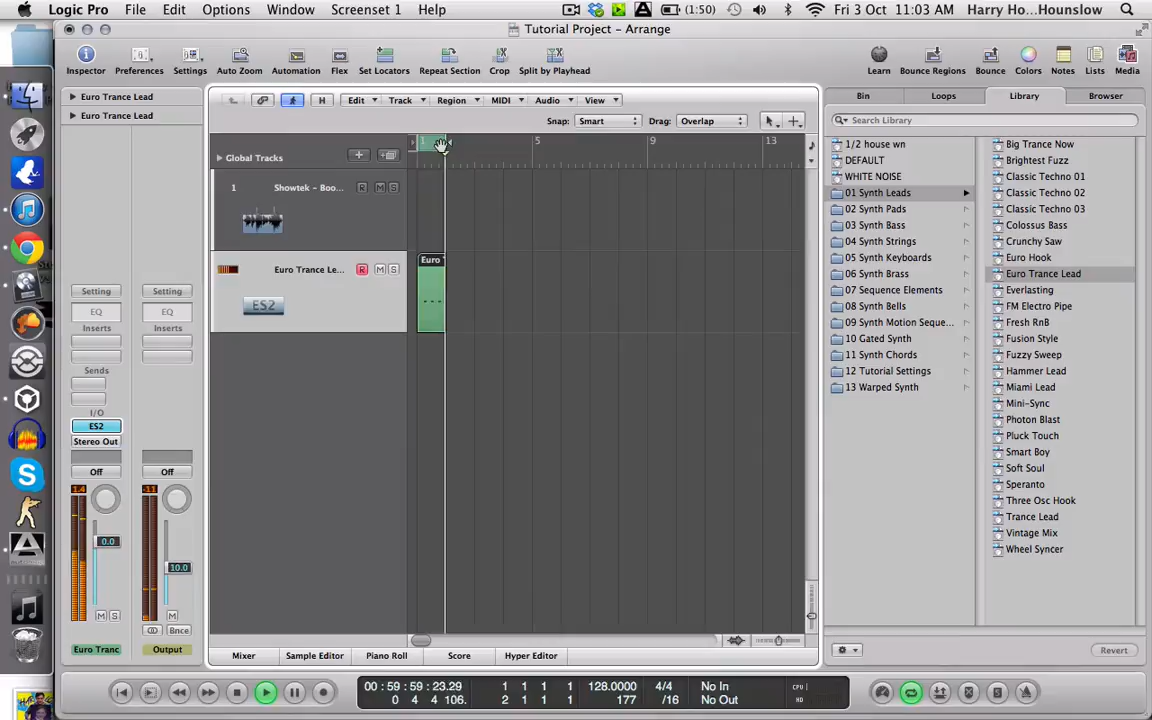 Logic Pro File Edit Options Window Screenset 1 Help (1:50) Fri 3 Oct 11:03 AM Harry Ho...Hounslow
Tutorial Project - Arrange
Inspector Preferences Settings Auto Zoom Automation Flex Set Locators Repeat Section Crop Split by Playhead Learn Bounce Regions Bounce Colors Notes Lists Media
Euro Trance Lead
Euro Trance Lead
H Edit Track Region MIDI Audio View
Bin Loops Library Browser
Snap: Smart Drag: Overlap
Search Library
Global Tracks
1 5 9 13
1 Showtek - Boo... R M S
Euro Trance Le... R M S
ES2
Euro
1/2 house wn
DEFAULT
WHITE NOISE
01 Synth Leads
02 Synth Pads
03 Synth Bass
04 Synth Strings
05 Synth Keyboards
06 Synth Brass
07 Sequence Elements
08 Synth Bells
09 Synth Motion Seque...
10 Gated Synth
11 Synth Chords
12 Tutorial Settings
13 Warped Synth
Big Trance Now
Brightest Fuzz
Classic Techno 01
Classic Techno 02
Classic Techno 03
Colossus Bass
Crunchy Saw
Euro Hook
Euro Trance Lead
Everlasting
FM Electro Pipe
Fresh RnB
Fusion Style
Fuzzy Sweep
Hammer Lead
Miami Lead
Mini-Sync
Photon Blast
Pluck Touch
Smart Boy
Soft Soul
Speranto
Three Osc Hook
Trance Lead
Vintage Mix
Wheel Syncer
Setting Setting
EQ EQ
Inserts Inserts
Sends
I/O
ES2
Stereo Out
Off Off
1.4 -11
0.0
10.0
M S M
Bnce
Euro Tranc Output
Mixer Sample Editor Piano Roll Score Hyper Editor
Revert
00:59:59:23.29 1 1 1 1 128.0000 4/4 No In CPU
0 4 4 106. 2 1 1 1 177 /16 No Out HD